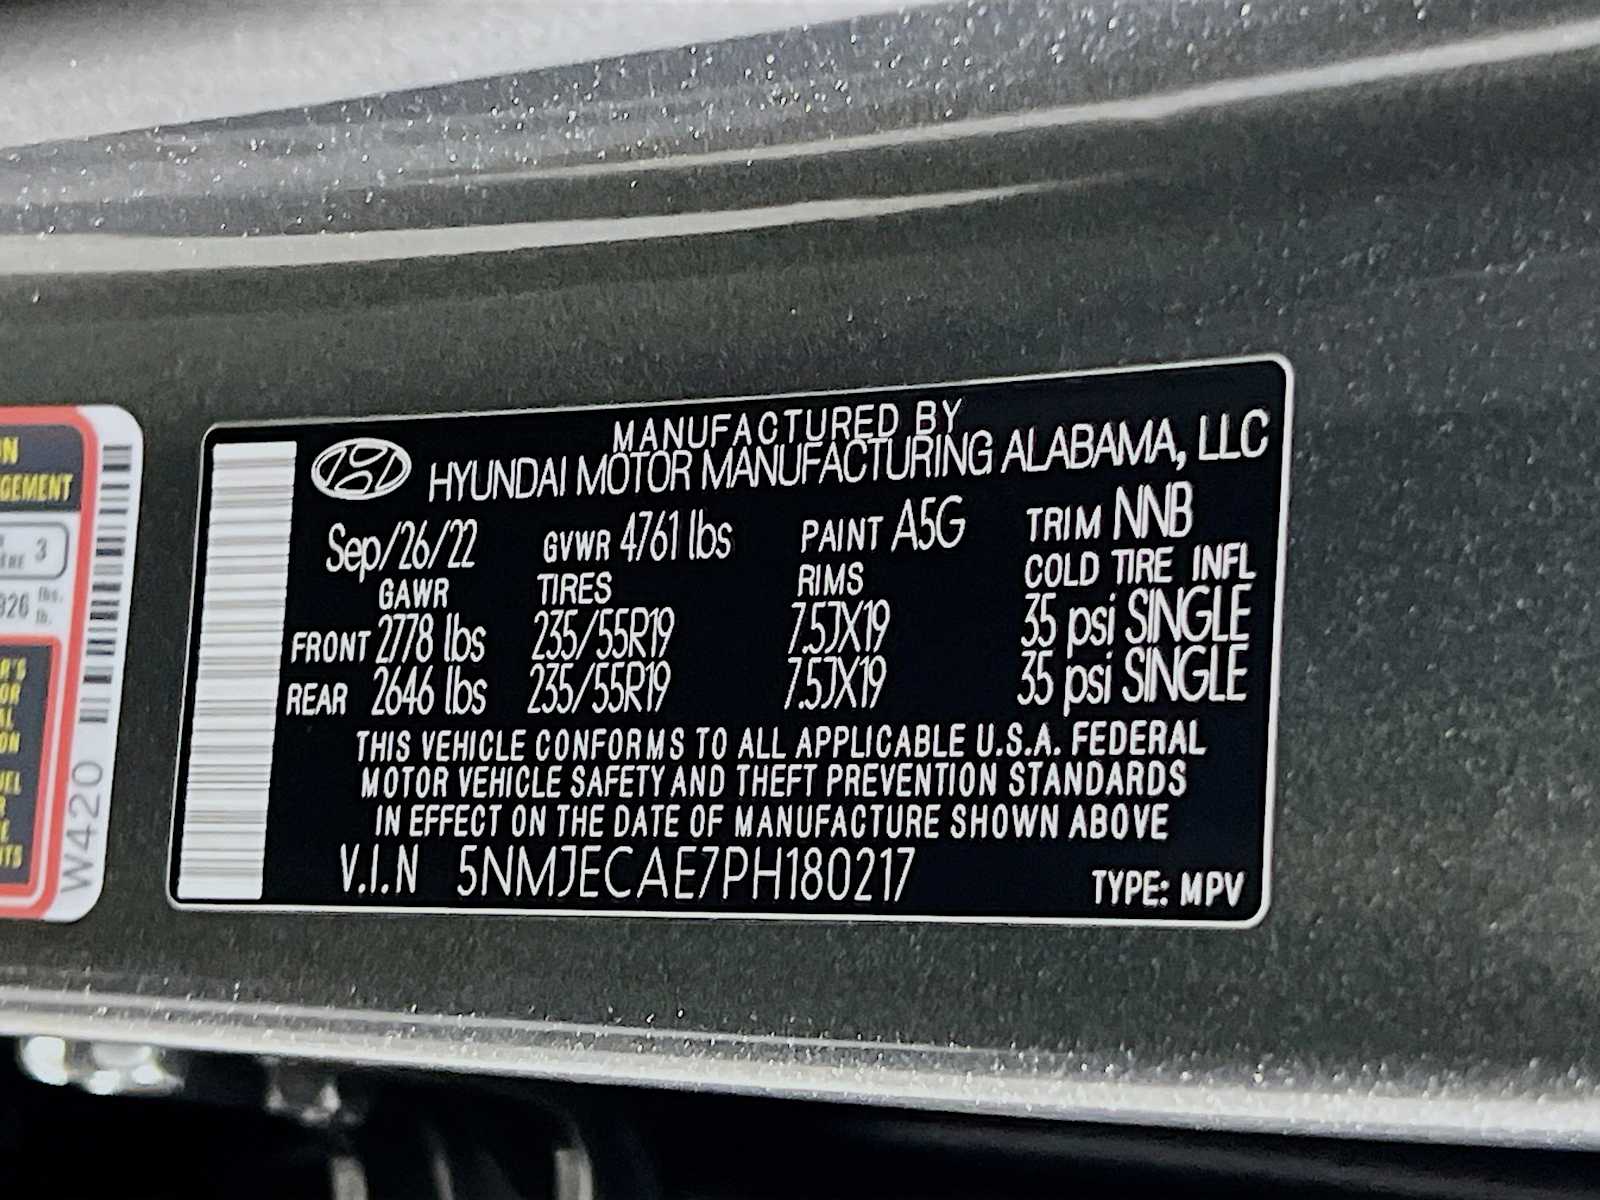 MANUFACTURED BY
HYUNDAI MOTOR MANUFACTURING ALABAMA, LLC
Sep/26/22 GVWR 4761 lbs PAINT A5G TRIM NNB
GAWR TIRES RIMS COLD TIRE INFL
FRONT 2778 lbs 235/55R19 7.5JX19 35 psi SINGLE
REAR 2646 lbs 235/55R19 7.5JX19 35 psi SINGLE
THIS VEHICLE CONFORMS TO ALL APPLICABLE U.S.A. FEDERAL
MOTOR VEHICLE SAFETY AND THEFT PREVENTION STANDARDS
IN EFFECT ON THE DATE OF MANUFACTURE SHOWN ABOVE
V.I.N 5NMJECAE7PH180217 TYPE: MPV
W420
3
lbs.
lb.